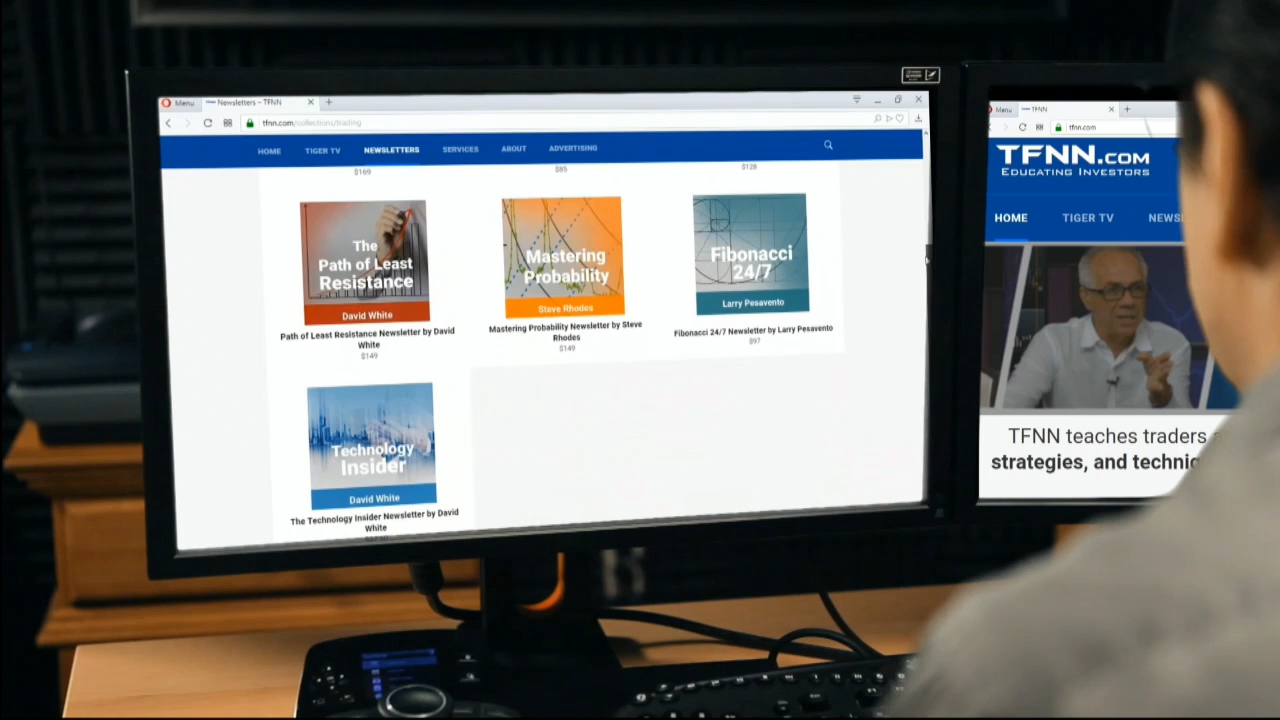 Menu
Newsletters – TFNN
tfnn.com/collections/trading
HOME
TIGER TV
NEWSLETTERS
SERVICES
ABOUT
ADVERTISING
$169
$85
$128
The
Path of Least
Resistance
David White
Path of Least Resistance Newsletter by David
White
$149
Mastering
Probability
Steve Rhodes
Mastering Probability Newsletter by Steve
Rhodes
$149
Fibonacci
24/7
Larry Pesavento
Fibonacci 24/7 Newsletter by Larry Pesavento
$97
Technology
Insider
David White
The Technology Insider Newsletter by David
White
Menu
TFNN
tfnn.com
TFNN.COM
EDUCATING INVESTORS
HOME
TIGER TV
NEWS
TFNN teaches traders
strategies, and techni